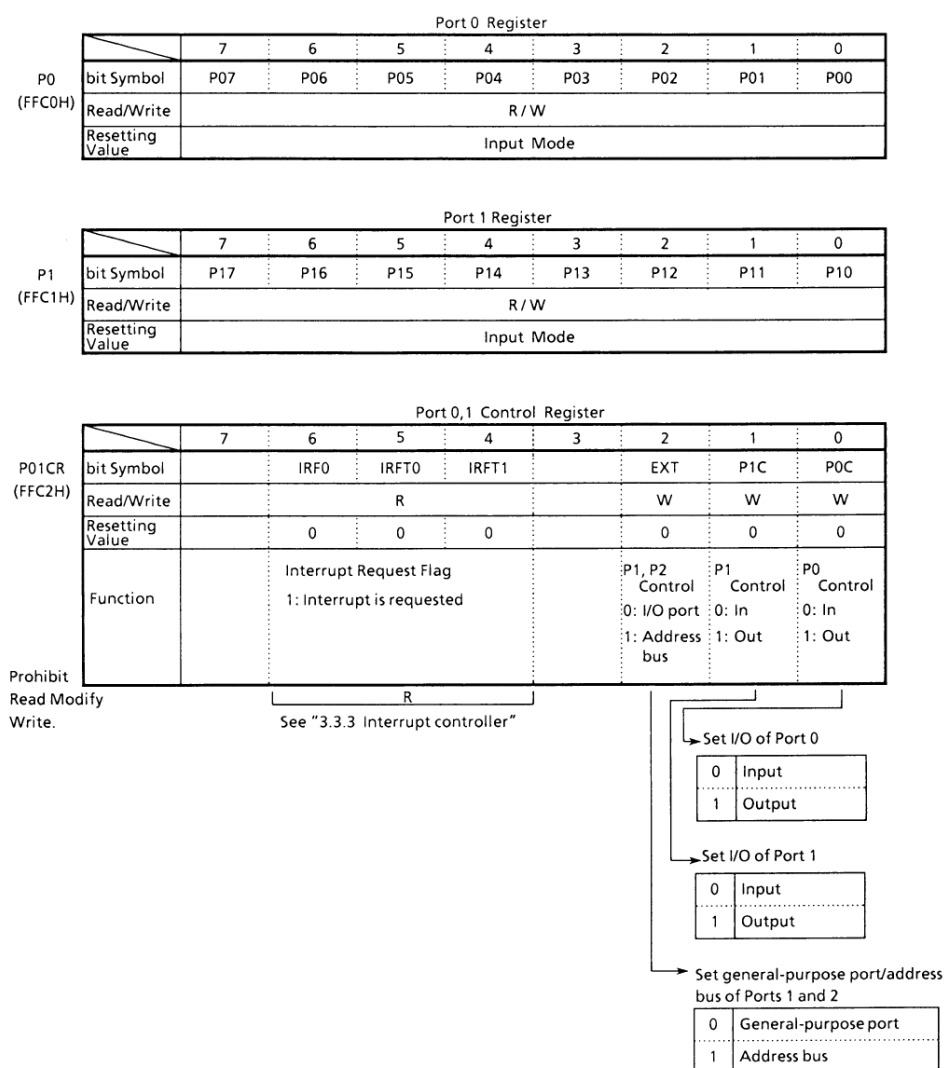 Port 0 Register
7 6 5 4 3 2 1 0
P0
(FFC0H)
bit Symbol P07 P06 P05 P04 P03 P02 P01 P00
Read/Write R / W
Resetting
Value
Input Mode
Port 1 Register
7 6 5 4 3 2 1 0
P1
(FFC1H)
bit Symbol P17 P16 P15 P14 P13 P12 P11 P10
Read/Write R / W
Resetting
Value
Input Mode
Port 0,1 Control Register
7 6 5 4 3 2 1 0
P01CR
(FFC2H)
bit Symbol IRF0 IRFT0 IRFT1 EXT P1C P0C
Read/Write R W W W
Resetting
Value
0 0 0 0 0 0
Function
Interrupt Request Flag
1: Interrupt is requested
P1, P2
Control
0: I/O port
1: Address
bus
P1
Control
0: In
1: Out
P0
Control
0: In
1: Out
Prohibit
Read Modify
Write.
R
See "3.3.3 Interrupt controller"
Set I/O of Port 0
0 Input
1 Output
Set I/O of Port 1
0 Input
1 Output
Set general-purpose port/address
bus of Ports 1 and 2
0 General-purpose port
1 Address bus